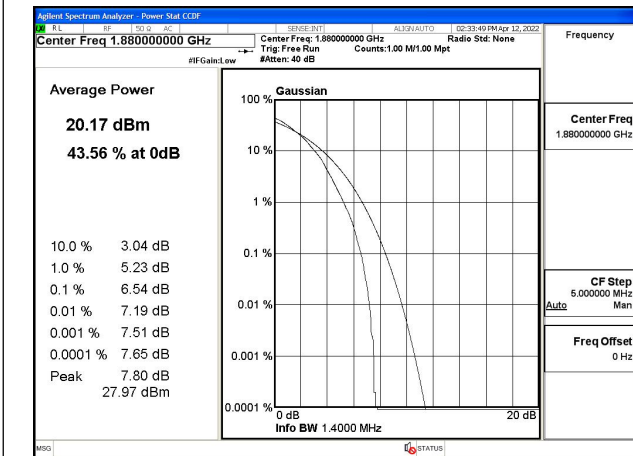 Agilent Spectrum Analyzer - Power Stat CCDF
LXI RL RF 50 Ω AC SENSE:INT ALIGN AUTO 02:33:49 PM Apr 12, 2022
Center Freq 1.880000000 GHz
Center Freq: 1.880000000 GHz Radio Std: None
Trig: Free Run Counts:1.00 M/1.00 Mpt
#IFGain:Low #Atten: 40 dB
Frequency
Average Power
20.17 dBm
43.56 % at 0dB
10.0 % 3.04 dB
1.0 % 5.23 dB
0.1 % 6.54 dB
0.01 % 7.19 dB
0.001 % 7.51 dB
0.0001 % 7.65 dB
Peak 7.80 dB
27.97 dBm
Gaussian
100 %
10 %
1 %
0.1 %
0.01 %
0.001 %
0.0001 %
0 dB 20 dB
Info BW 1.4000 MHz
Center Freq
1.880000000 GHz
CF Step
5.000000 MHz
Auto Man
Freq Offset
0 Hz
MSG STATUS